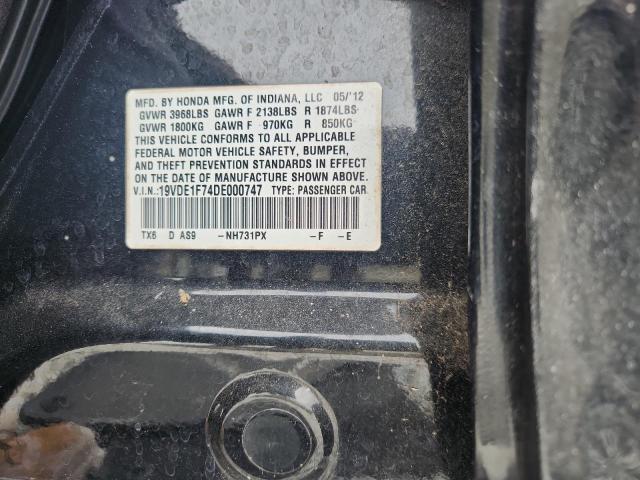 MFD. BY HONDA MFG. OF INDIANA, LLC 05/'12
GVWR 3968LBS GAWR F 2138LBS R 1874LBS
GVWR 1800KG GAWR F 970KG R 850KG
THIS VEHICLE CONFORMS TO ALL APPLICABLE
FEDERAL MOTOR VEHICLE SAFETY, BUMPER,
AND THEFT PREVENTION STANDARDS IN EFFECT
ON THE DATE OF MANUFACTURE SHOWN ABOVE.
V.I.N.: 19VDE1F74DE000747 TYPE: PASSENGER CAR
TX6 D AS9 -NH731PX -F -E